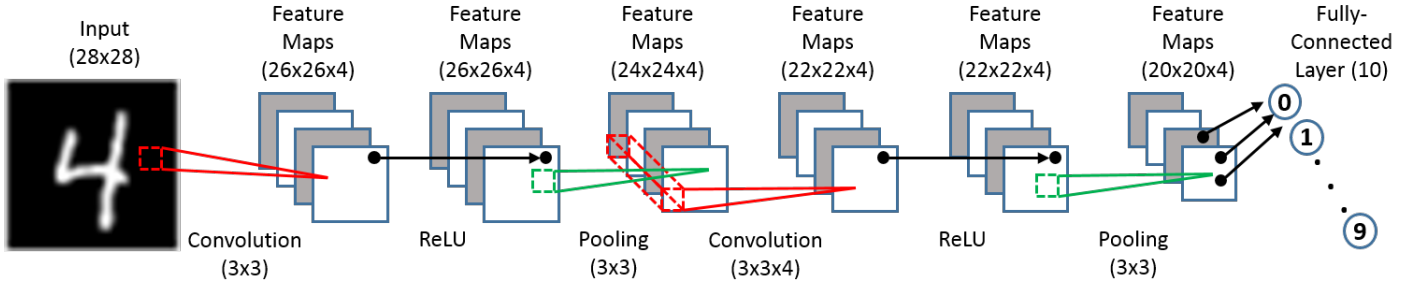 Input
(28x28)
Feature
Maps
(26x26x4)
Feature
Maps
(26x26x4)
Feature
Maps
(24x24x4)
Feature
Maps
(22x22x4)
Feature
Maps
(22x22x4)
Feature
Maps
(20x20x4)
Fully-
Connected
Layer (10)
4
0
1
9
Convolution
(3x3)
ReLU
Pooling
(3x3)
Convolution
(3x3x4)
ReLU
Pooling
(3x3)